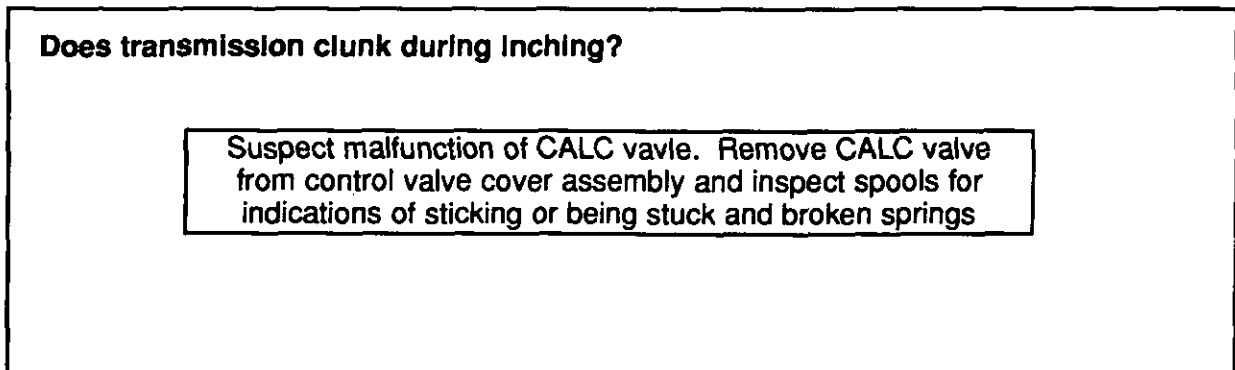 Does transmission clunk during Inching?
Suspect malfunction of CALC vavle. Remove CALC valve
from control valve cover assembly and inspect spools for
indications of sticking or being stuck and broken springs